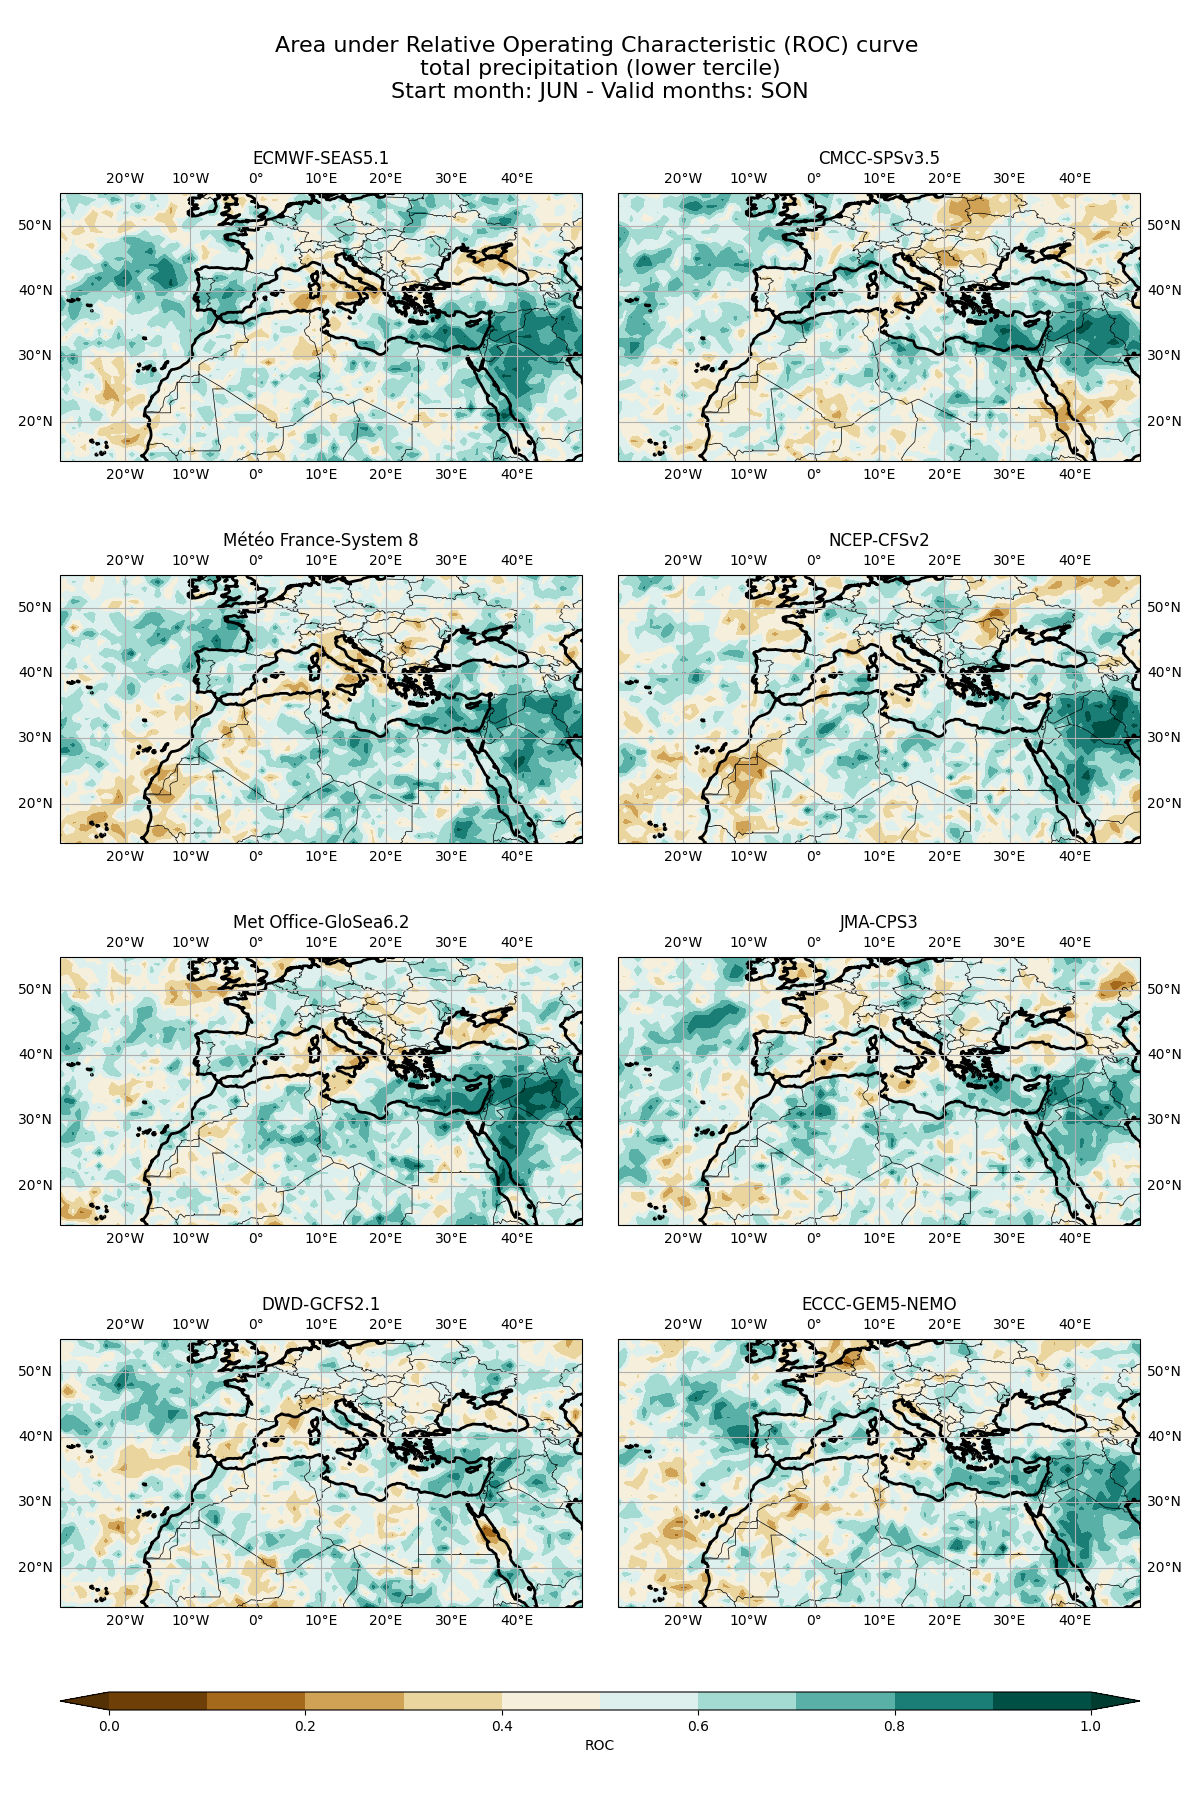 Area under Relative Operating Characteristic (ROC) curve
total precipitation (lower tercile)
Start month: JUN - Valid months: SON
ECMWF-SEAS5.1
20°W 10°W 0° 10°E 20°E 30°E 40°E
50°N
40°N
30°N
20°N
20°W 10°W 0° 10°E 20°E 30°E 40°E
CMCC-SPSv3.5
20°W 10°W 0° 10°E 20°E 30°E 40°E
50°N
40°N
30°N
20°N
20°W 10°W 0° 10°E 20°E 30°E 40°E
Météo France-System 8
20°W 10°W 0° 10°E 20°E 30°E 40°E
50°N
40°N
30°N
20°N
20°W 10°W 0° 10°E 20°E 30°E 40°E
NCEP-CFSv2
20°W 10°W 0° 10°E 20°E 30°E 40°E
50°N
40°N
30°N
20°N
20°W 10°W 0° 10°E 20°E 30°E 40°E
Met Office-GloSea6.2
20°W 10°W 0° 10°E 20°E 30°E 40°E
50°N
40°N
30°N
20°N
20°W 10°W 0° 10°E 20°E 30°E 40°E
JMA-CPS3
20°W 10°W 0° 10°E 20°E 30°E 40°E
50°N
40°N
30°N
20°N
20°W 10°W 0° 10°E 20°E 30°E 40°E
DWD-GCFS2.1
20°W 10°W 0° 10°E 20°E 30°E 40°E
50°N
40°N
30°N
20°N
20°W 10°W 0° 10°E 20°E 30°E 40°E
ECCC-GEM5-NEMO
20°W 10°W 0° 10°E 20°E 30°E 40°E
50°N
40°N
30°N
20°N
20°W 10°W 0° 10°E 20°E 30°E 40°E
0.0 0.2 0.4 0.6 0.8 1.0
ROC